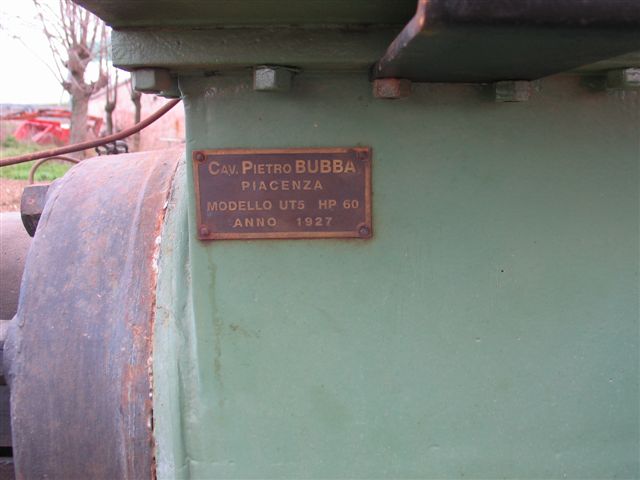 CAV. PIETRO BUBBA
PIACENZA
MODELLO UT5 HP 60
ANNO 1927